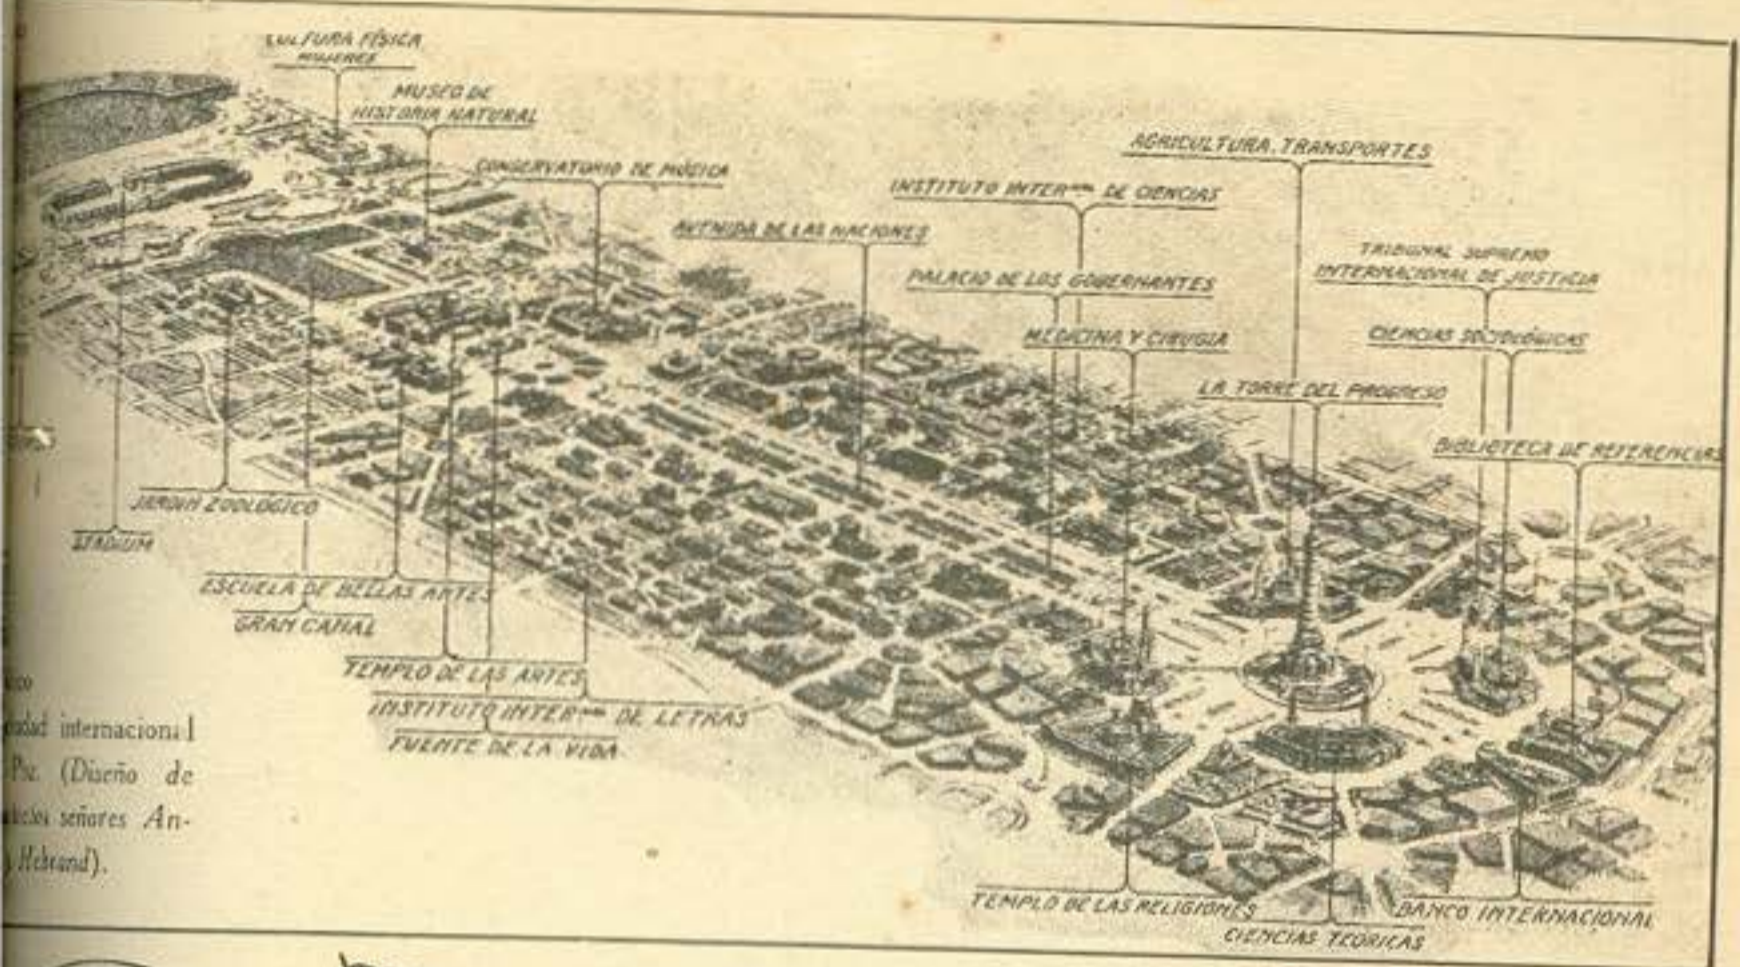 CULTURA FÍSICA
MUJERES
MUSEO DE
HISTORIA NATURAL
CONSERVATORIO DE MÚSICA
AVENIDA DE LAS NACIONES
INSTITUTO INTERNAL DE CIENCIAS
AGRICULTURA. TRANSPORTES
PALACIO DE LOS GOBERNANTES
TRIBUNAL SUPREMO
INTERNACIONAL DE JUSTICIA
MEDICINA Y CIRUGIA
CIENCIAS SOCIOLÓGICAS
LA TORRE DEL PROGRESO
BIBLIOTECA DE REFERENCIAS
JARDIN ZOOLÓGICO
STADIUM
ESCUELA DE BELLAS ARTES
GRAN CANAL
TEMPLO DE LAS ARTES
INSTITUTO INTERNAL DE LETRAS
FUENTE DE LA VIDA
internacional
Paz. (Diseño de
señores An-
y Hebrand).
TEMPLO DE LAS RELIGIONES
BANCO INTERNACIONAL
CIENCIAS TEÓRICAS